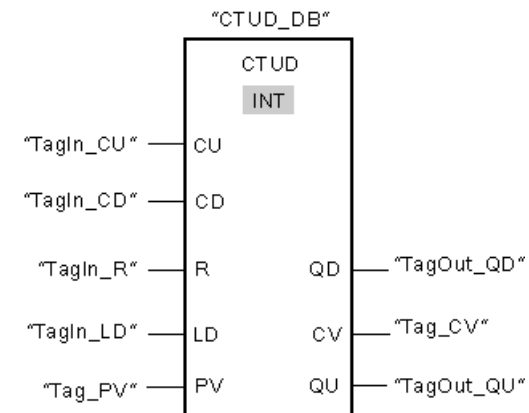 "CTUD_DB"
CTUD
INT
"TagIn_CU" CU
"TagIn_CD" CD
"TagIn_R" R QD "TagOut_QD"
"TagIn_LD" LD CV "Tag_CV"
"Tag_PV" PV QU "TagOut_QU"